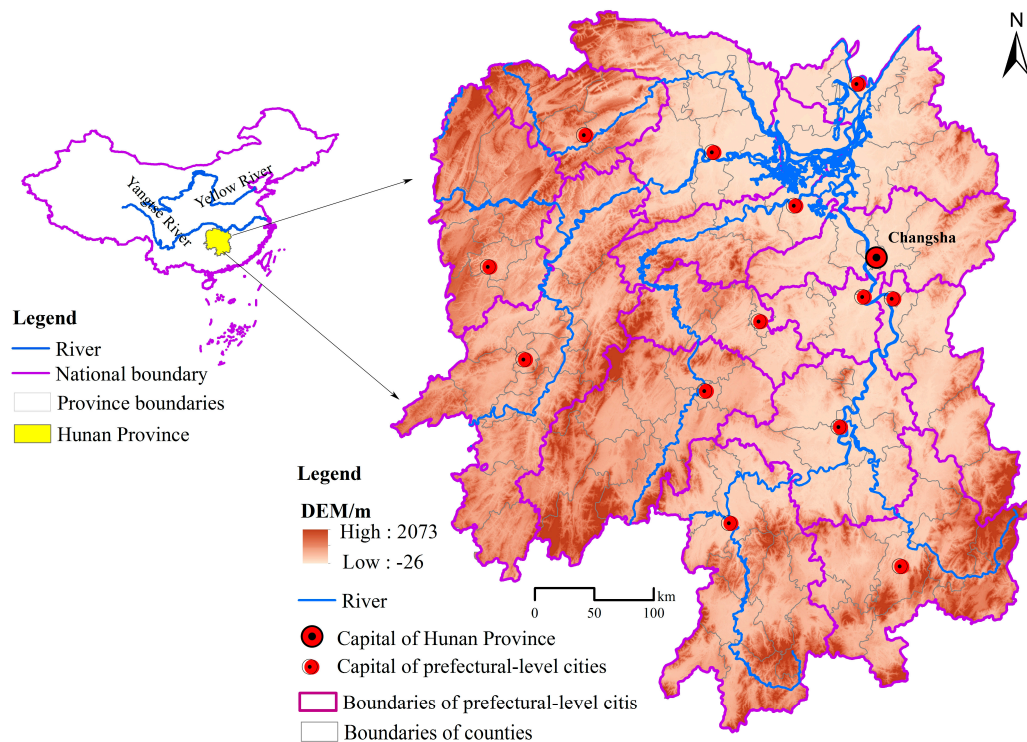 N
Yellow River
Yangtse River
Changsha
Legend
River
National boundary
Province boundaries
Hunan Province
Legend
DEM/m
High : 2073
Low : -26
River
km
0 50 100
Capital of Hunan Province
Capital of prefectural-level cities
Boundaries of prefectural-level citis
Boundaries of counties